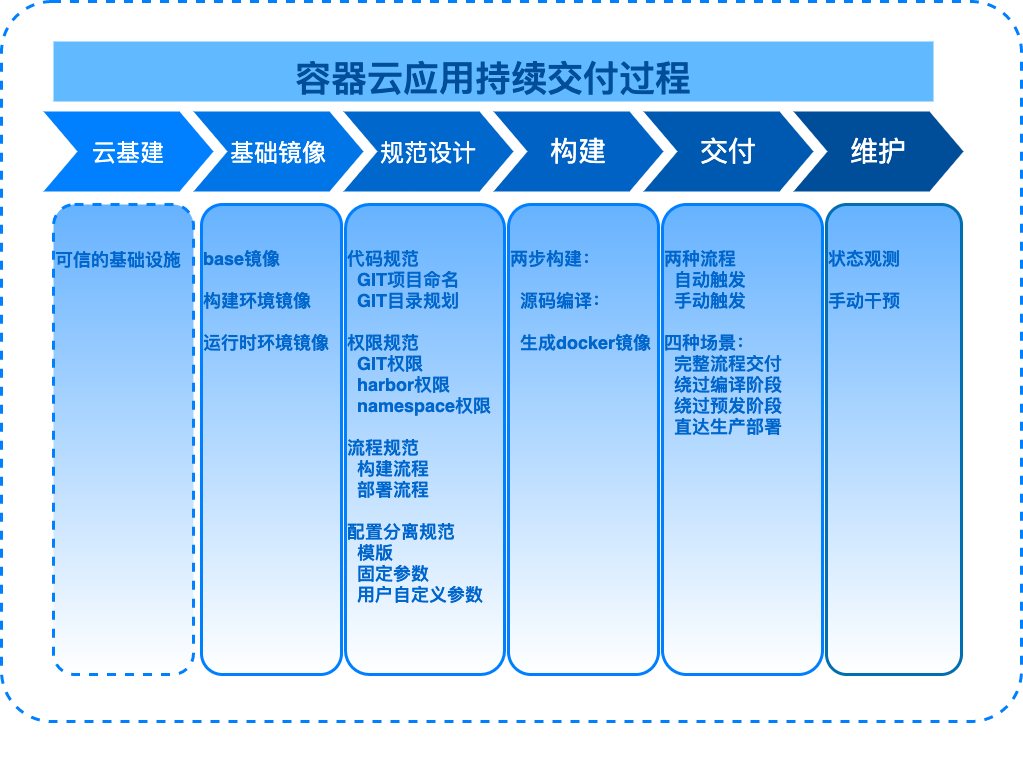 容器云应用持续交付过程
云基建
基础镜像
规范设计
构建
交付
维护
可信的基础设施
base镜像
构建环境镜像
运行时环境镜像
代码规范
GIT项目命名
GIT目录规划
权限规范
GIT权限
harbor权限
namespace权限
流程规范
构建流程
部署流程
配置分离规范
模版
固定参数
用户自定义参数
两步构建：
源码编译：
生成docker镜像
两种流程
自动触发
手动触发
四种场景：
完整流程交付
绕过编译阶段
绕过预发阶段
直达生产部署
状态观测
手动干预